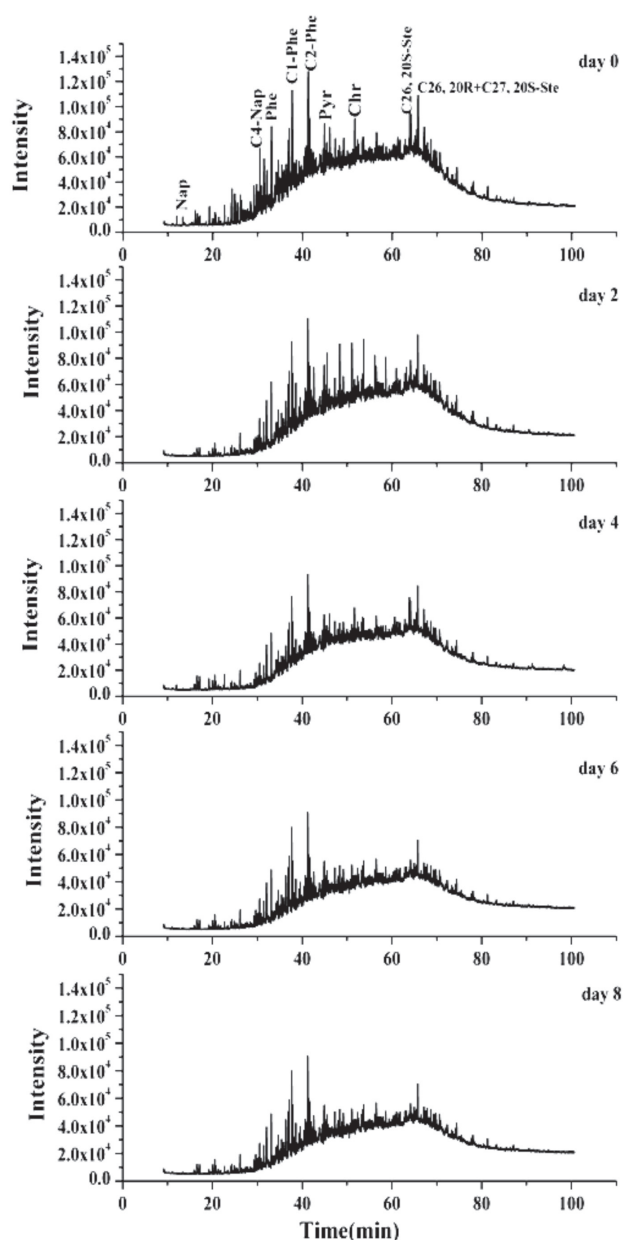 day 0
C1-Phe
C2-Phe
C26, 20S-Ste
C26, 20R+C27, 20S-Ste
Nap
C4-Nap
Phe
Pyr
Chr
Intensity
1.4x10⁵
1.2x10⁵
1.0x10⁵
8.0x10⁴
6.0x10⁴
4.0x10⁴
2.0x10⁴
0.0
0 20 40 60 80 100
day 2
Intensity
1.4x10⁵
1.2x10⁵
1.0x10⁵
8.0x10⁴
6.0x10⁴
4.0x10⁴
2.0x10⁴
0.0
0 20 40 60 80 100
day 4
Intensity
1.4x10⁵
1.2x10⁵
1.0x10⁵
8.0x10⁴
6.0x10⁴
4.0x10⁴
2.0x10⁴
0.0
0 20 40 60 80 100
day 6
Intensity
1.4x10⁵
1.2x10⁵
1.0x10⁵
8.0x10⁴
6.0x10⁴
4.0x10⁴
2.0x10⁴
0.0
0 20 40 60 80 100
day 8
Intensity
1.4x10⁵
1.2x10⁵
1.0x10⁵
8.0x10⁴
6.0x10⁴
4.0x10⁴
2.0x10⁴
0.0
0 20 40 60 80 100
Time(min)